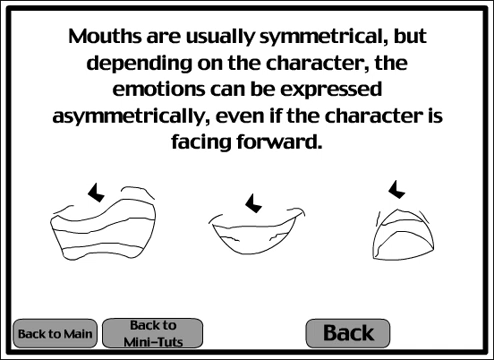 Mouths are usually symmetrical, but
depending on the character, the
emotions can be expressed
asymmetrically, even if the character is
facing forward.
Back to Main
Back to
Mini-Tuts
Back